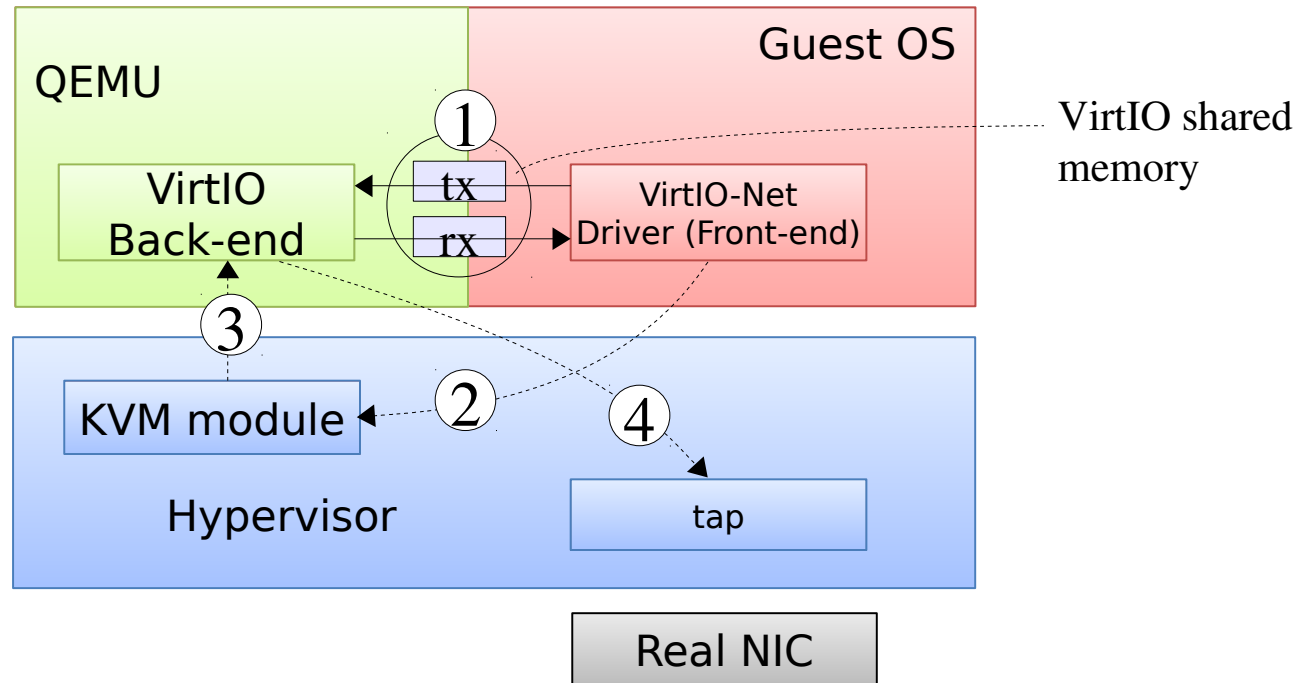 QEMU
Guest OS
1
VirtIO shared
memory
VirtIO
Back-end
tx
rx
VirtIO-Net
Driver (Front-end)
3
2
4
KVM module
Hypervisor
tap
Real NIC